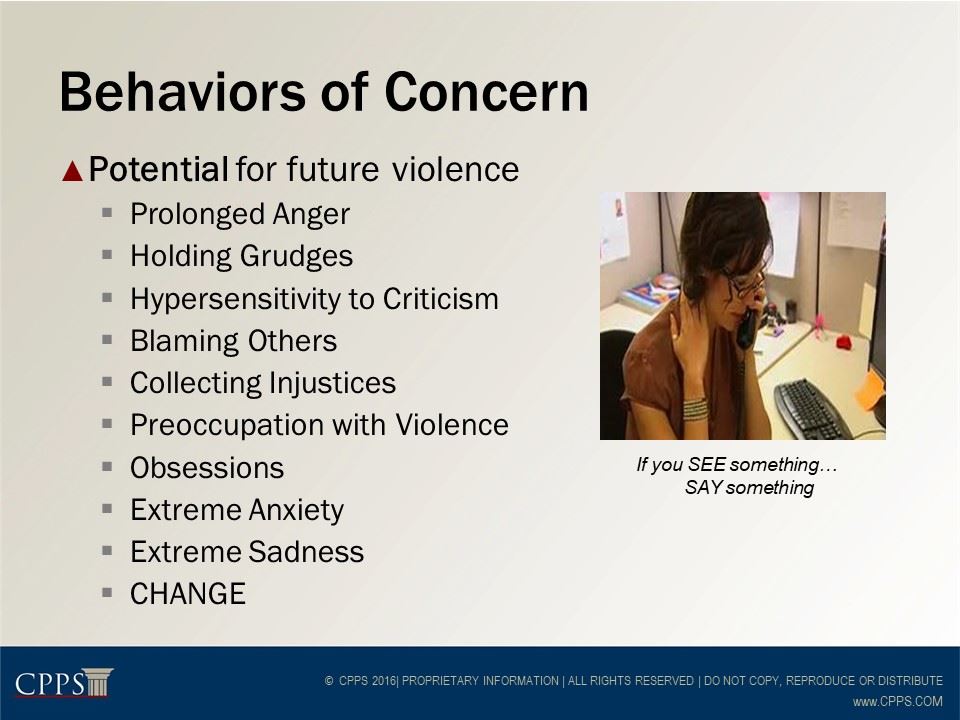 Behaviors of Concern
▲Potential for future violence
▪ Prolonged Anger
▪ Holding Grudges
▪ Hypersensitivity to Criticism
▪ Blaming Others
▪ Collecting Injustices
▪ Preoccupation with Violence
▪ Obsessions
▪ Extreme Anxiety
▪ Extreme Sadness
▪ CHANGE
If you SEE something…
SAY something
CPPS
© CPPS 2016| PROPRIETARY INFORMATION | ALL RIGHTS RESERVED | DO NOT COPY, REPRODUCE OR DISTRIBUTE
www.CPPS.COM